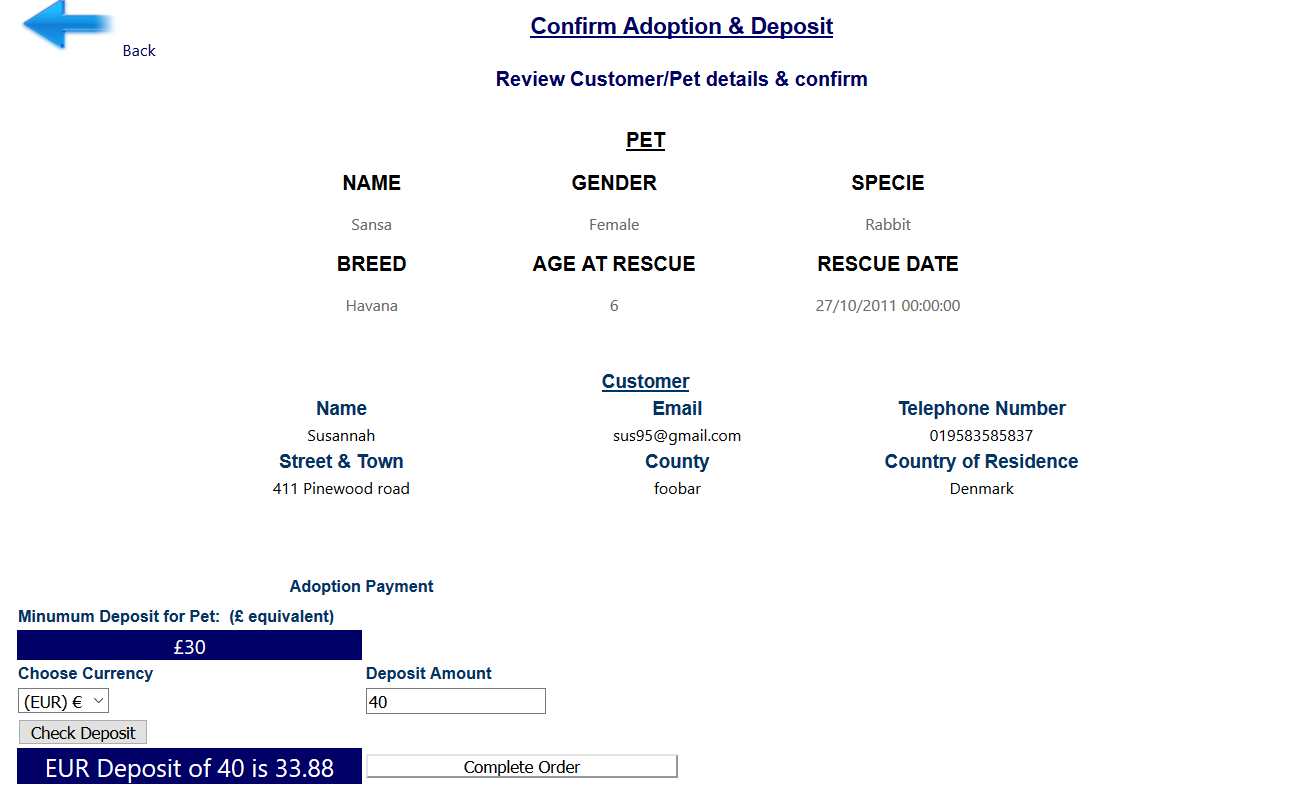 Back
Confirm Adoption & Deposit
Review Customer/Pet details & confirm
PET
NAME GENDER SPECIE
Sansa Female Rabbit
BREED AGE AT RESCUE RESCUE DATE
Havana 6 27/10/2011 00:00:00
Customer
Name Email Telephone Number
Susannah sus95@gmail.com 019583585837
Street & Town County Country of Residence
411 Pinewood road foobar Denmark
Adoption Payment
Minumum Deposit for Pet: (£ equivalent)
£30
Choose Currency Deposit Amount
(EUR) € 40
Check Deposit
EUR Deposit of 40 is 33.88 Complete Order